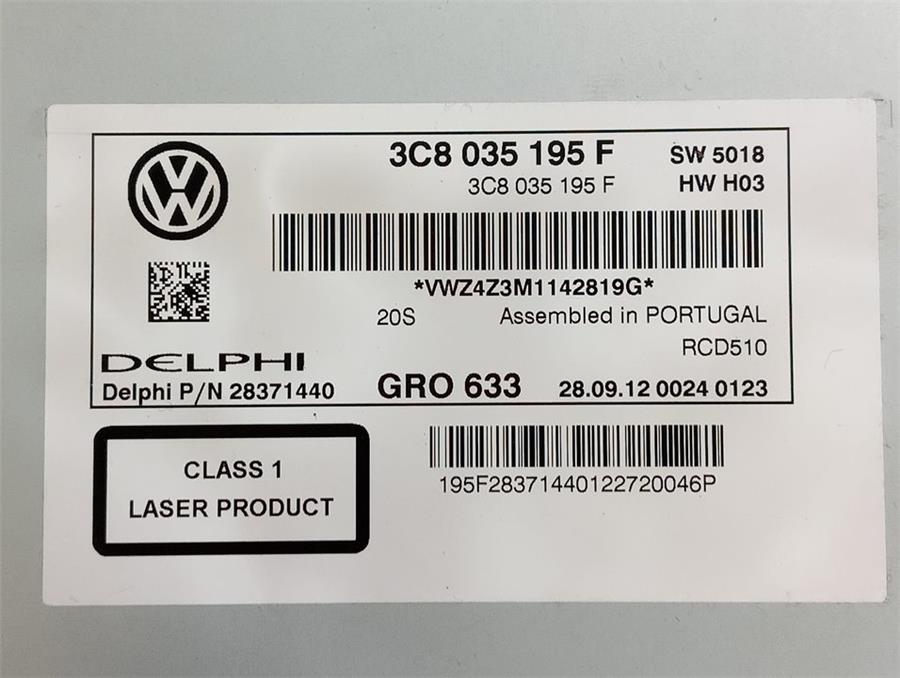 3C8 035 195 F SW 5018
3C8 035 195 F HW H03
*VWZ4Z3M1142819G*
20S Assembled in PORTUGAL
RCD510
DELPHI
Delphi P/N 28371440 GRO 633 28.09.12 0024 0123
CLASS 1
LASER PRODUCT
195F28371440122720046P